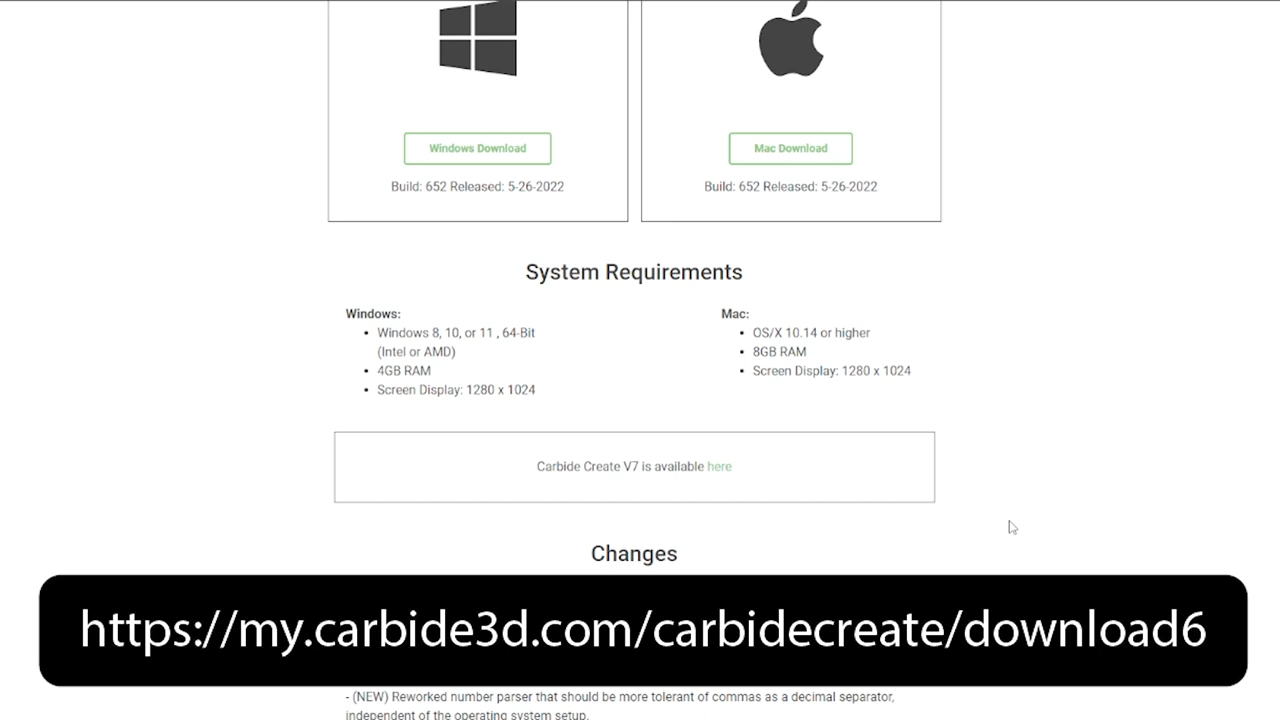 Windows Download
Mac Download
Build: 652 Released: 5-26-2022
Build: 652 Released: 5-26-2022
System Requirements
Windows:
• Windows 8, 10, or 11 , 64-Bit
(Intel or AMD)
• 4GB RAM
• Screen Display: 1280 x 1024
Mac:
• OS/X 10.14 or higher
• 8GB RAM
• Screen Display: 1280 x 1024
Carbide Create V7 is available here
Changes
https://my.carbide3d.com/carbidecreate/download6
- (NEW) Reworked number parser that should be more tolerant of commas as a decimal separator,
independent of the operating system setup.